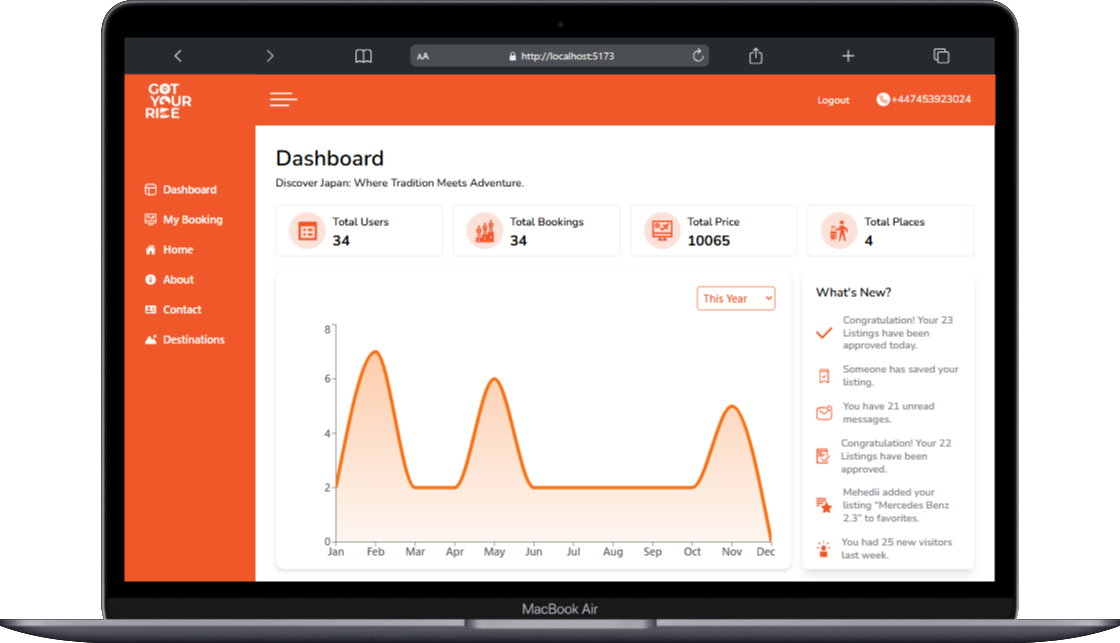 AA
http://localhost:5173
GOT
YOUR
RIDE
Logout
+447453923024
Dashboard
My Booking
Home
About
Contact
Destinations
Dashboard
Discover Japan: Where Tradition Meets Adventure.
Total Users
34
Total Bookings
34
Total Price
10065
Total Places
4
This Year
8
6
4
2
0
Jan Feb Mar Apr May Jun Jul Aug Sep Oct Nov Dec
What's New?
Congratulation! Your 23
Listings have been
approved today.
Someone has saved your
listing.
You have 21 unread
messages.
Congratulation! Your 22
Listings have been
approved.
Mehedii added your
listing "Mercedes Benz
2.3" to favorites.
You had 25 new visitors
last week.
MacBook Air